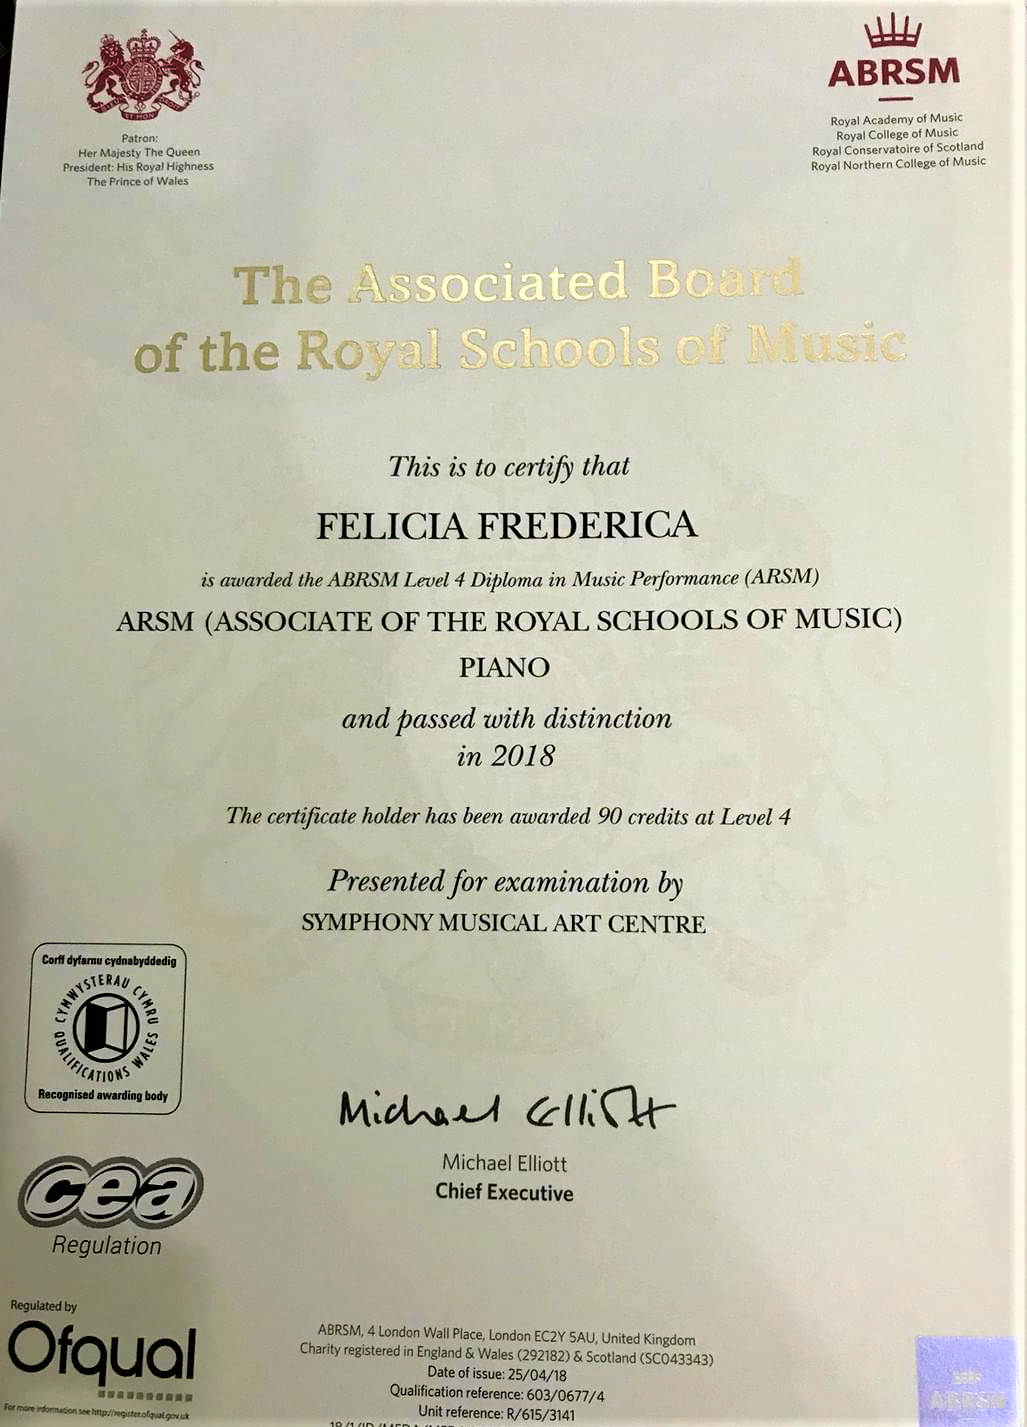 Patron:
Her Majesty The Queen
President: His Royal Highness
The Prince of Wales
ABRSM
Royal Academy of Music
Royal College of Music
Royal Conservatoire of Scotland
Royal Northern College of Music
The Associated Board
of the Royal Schools of Music
This is to certify that
FELICIA FREDERICA
is awarded the ABRSM Level 4 Diploma in Music Performance (ARSM)
ARSM (ASSOCIATE OF THE ROYAL SCHOOLS OF MUSIC)
PIANO
and passed with distinction
in 2018
The certificate holder has been awarded 90 credits at Level 4
Presented for examination by
SYMPHONY MUSICAL ART CENTRE
Corff dyfarnu cydnabyddedig
CYMWYSTERAU CYMRU
QUALIFICATIONS WALES
Recognised awarding body
Michael Elliott
Michael Elliott
Chief Executive
cea
Regulation
Regulated by
Ofqual
For more information see http://register.ofqual.gov.uk
ABRSM, 4 London Wall Place, London EC2Y 5AU, United Kingdom
Charity registered in England & Wales (292182) & Scotland (SC043343)
Date of issue: 25/04/18
Qualification reference: 603/0677/4
Unit reference: R/615/3141
ABRSM